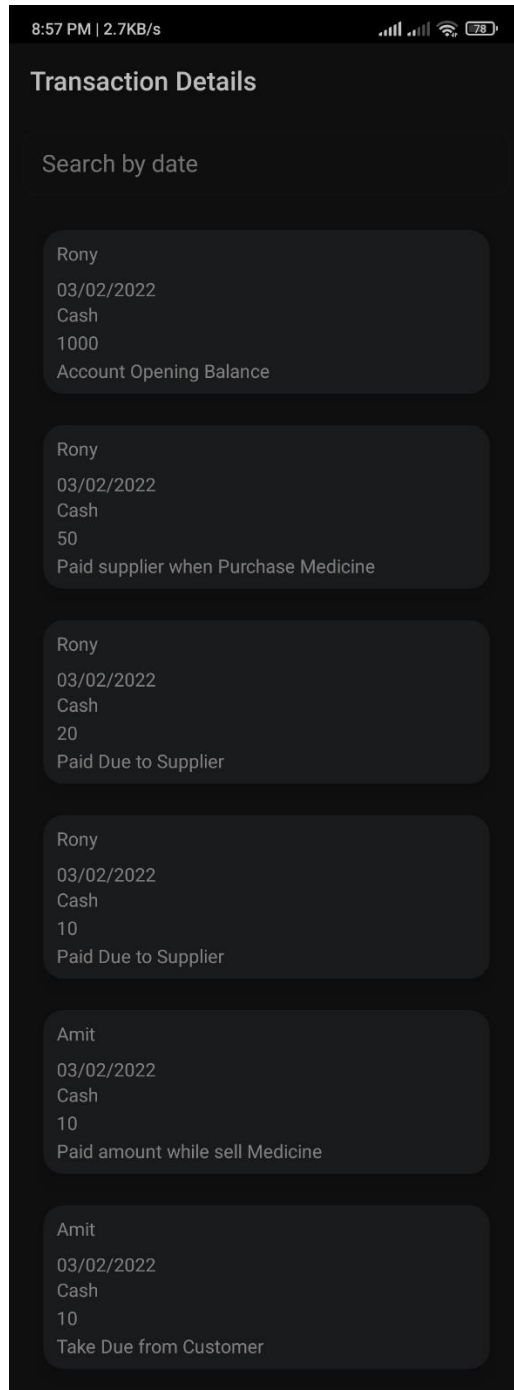 8:57 PM | 2.7KB/s 78
Transaction Details
Search by date
Rony
03/02/2022
Cash
1000
Account Opening Balance
Rony
03/02/2022
Cash
50
Paid supplier when Purchase Medicine
Rony
03/02/2022
Cash
20
Paid Due to Supplier
Rony
03/02/2022
Cash
10
Paid Due to Supplier
Amit
03/02/2022
Cash
10
Paid amount while sell Medicine
Amit
03/02/2022
Cash
10
Take Due from Customer